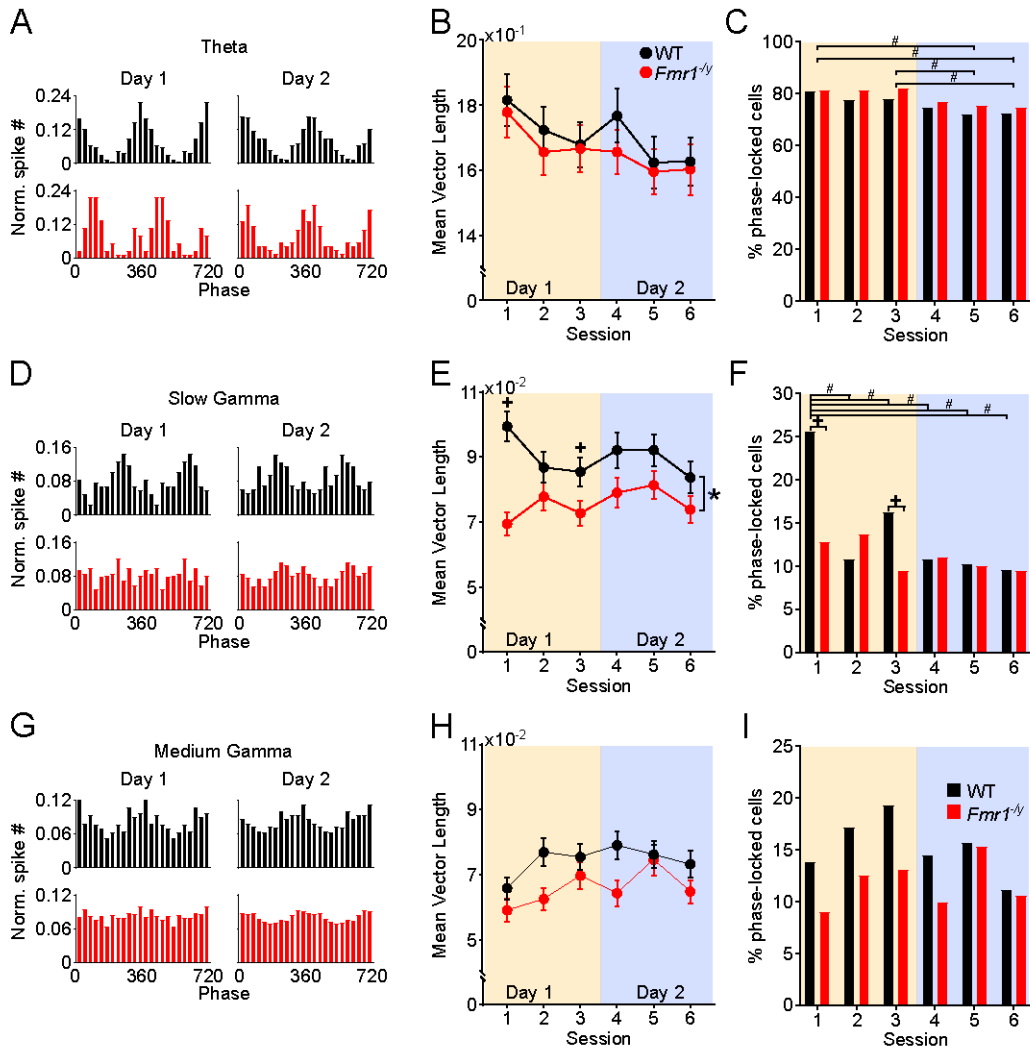 A
Theta
Day 1
Day 2
Norm. spike #
0.24
0.12
0
0.24
0.12
0
0 360 720
0 360 720
Phase
B
x10⁻¹
WT
Fmr1⁻/ʸ
Mean Vector Length
20
18
16
14
0
Day 1
Day 2
1 2 3 4 5 6
Session
C
% phase-locked cells
100
80
60
40
20
0
#
#
#
#
1 2 3 4 5 6
Session
D
Slow Gamma
Day 1
Day 2
Norm. spike #
0.16
0.08
0
0.16
0.08
0
0 360 720
0 360 720
Phase
E
x10⁻²
Mean Vector Length
11
9
7
5
0
+
+
*
Day 1
Day 2
1 2 3 4 5 6
Session
F
% phase-locked cells
30
25
20
15
10
5
0
#
#
#
#
#
+
+
1 2 3 4 5 6
Session
G
Medium Gamma
Day 1
Day 2
Norm. spike #
0.12
0.06
0
0.12
0.06
0
0 360 720
0 360 720
Phase
H
x10⁻²
Mean Vector Length
11
9
7
5
0
Day 1
Day 2
1 2 3 4 5 6
Session
I
% phase-locked cells
25
20
15
10
5
0
WT
Fmr1⁻/ʸ
1 2 3 4 5 6
Session